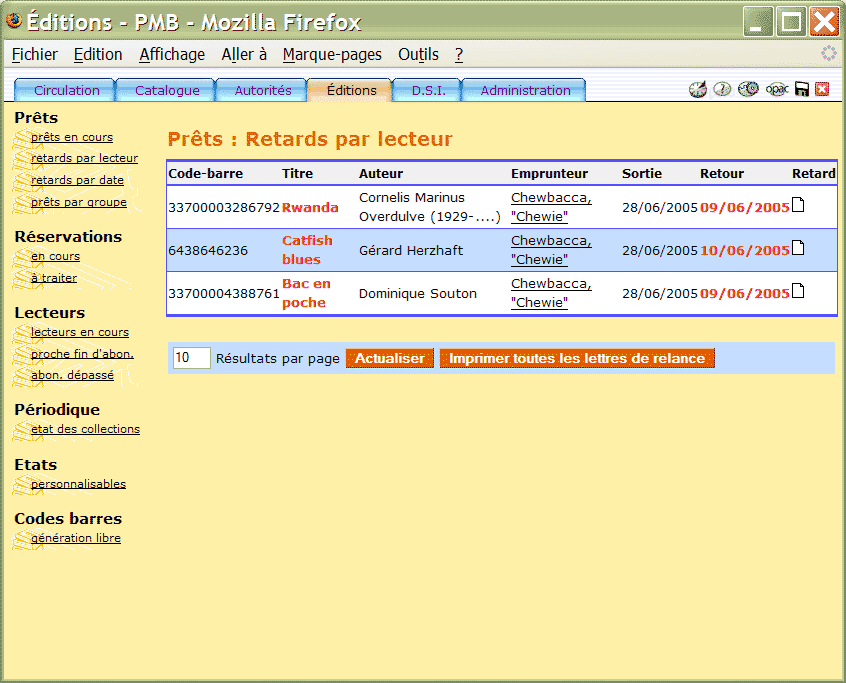 Éditions - PMB - Mozilla Firefox
Fichier Edition Affichage Aller à Marque-pages Outils ?
Circulation Catalogue Autorités Éditions D.S.I. Administration opac
Prêts
prêts en cours
retards par lecteur
retards par date
prêts par groupe
Réservations
en cours
à traiter
Lecteurs
lecteurs en cours
proche fin d'abon.
abon. dépassé
Périodique
etat des collections
Etats
personnalisables
Codes barres
génération libre
Prêts : Retards par lecteur
Code-barre Titre Auteur Emprunteur Sortie Retour Retard
33700003286792 Rwanda Cornelis Marinus Overdulve (1929-....) Chewbacca, "Chewie" 28/06/2005 09/06/2005
6438646236 Catfish blues Gérard Herzhaft Chewbacca, "Chewie" 28/06/2005 10/06/2005
33700004388761 Bac en poche Dominique Souton Chewbacca, "Chewie" 28/06/2005 09/06/2005
10 Résultats par page Actualiser Imprimer toutes les lettres de relance